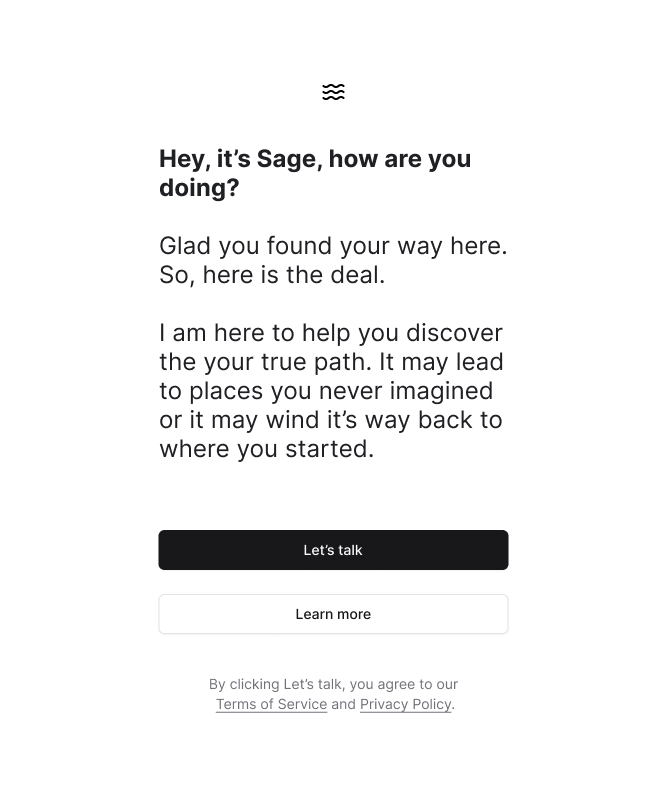 Hey, it’s Sage, how are you
doing?
Glad you found your way here.
So, here is the deal.
I am here to help you discover
the your true path. It may lead
to places you never imagined
or it may wind it’s way back to
where you started.
Let’s talk
Learn more
By clicking Let’s talk, you agree to our
Terms of Service and Privacy Policy.